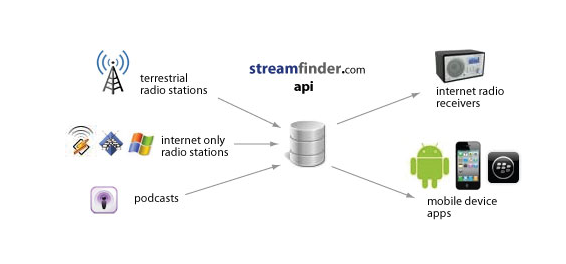 streamfinder.com
api
terrestrial
radio stations
internet only
radio stations
podcasts
internet radio
receivers
mobile device
apps